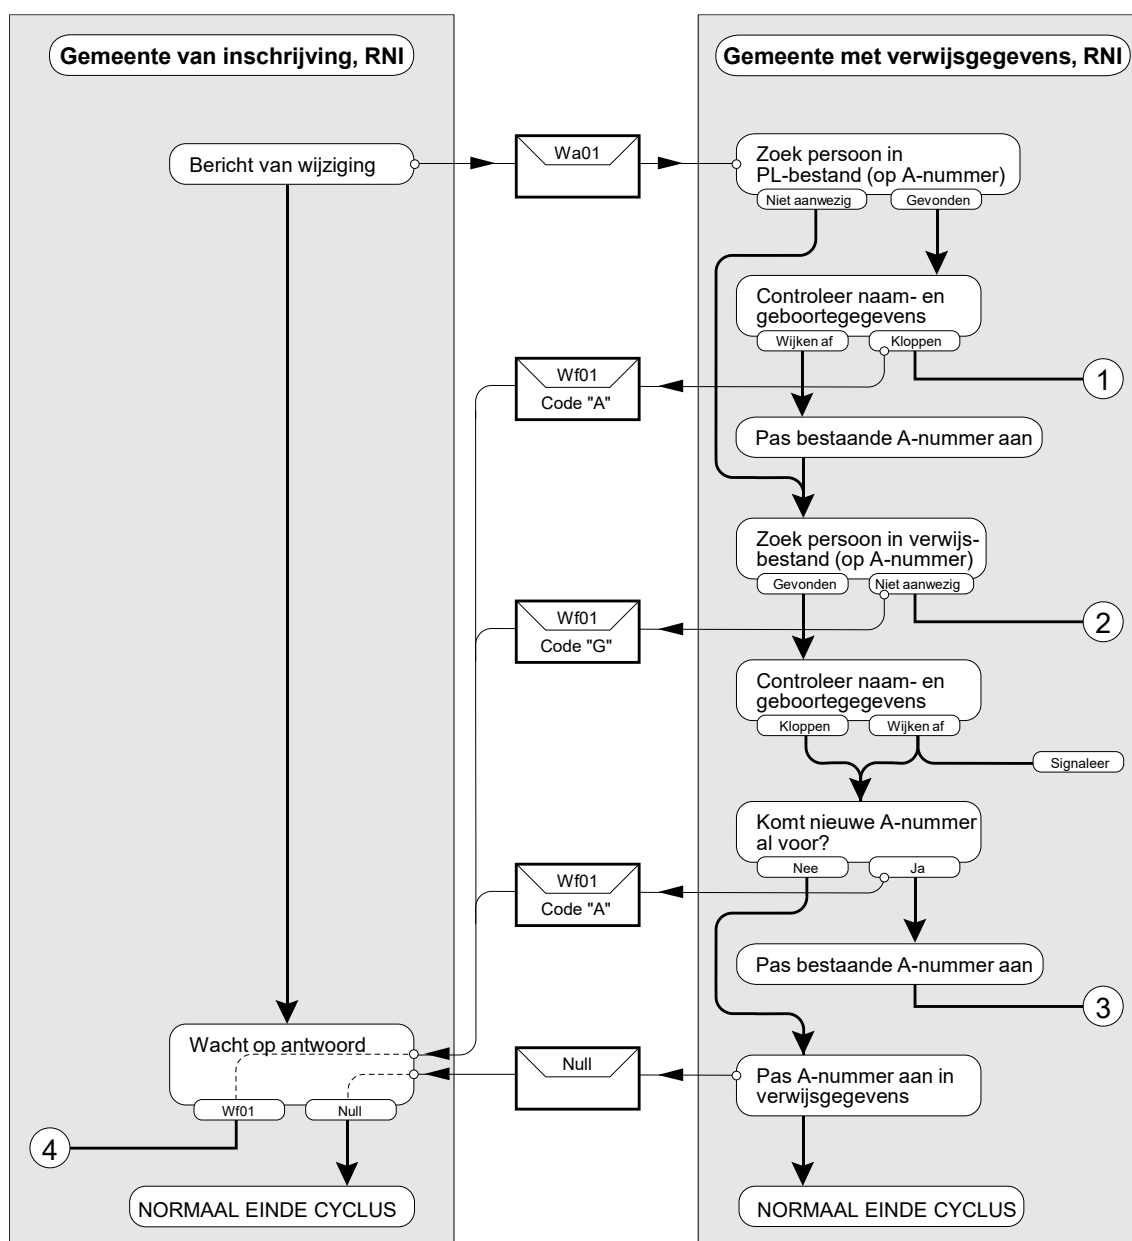 Gemeente van inschrijving, RNI
Gemeente met verwijsgegevens, RNI
Bericht van wijziging
Wa01
Zoek persoon in
PL-bestand (op A-nummer)
Niet aanwezig
Gevonden
Controleer naam- en
geboortegegevens
Wijken af
Kloppen
Wf01
Code "A"
1
Pas bestaande A-nummer aan
Zoek persoon in verwijs-
bestand (op A-nummer)
Gevonden
Niet aanwezig
Wf01
Code "G"
2
Controleer naam- en
geboortegegevens
Kloppen
Wijken af
Signaleer
Komt nieuwe A-nummer
al voor?
Nee
Ja
Wf01
Code "A"
Pas bestaande A-nummer aan
3
Wacht op antwoord
Wf01
Null
Null
Pas A-nummer aan in
verwijsgegevens
4
NORMAAL EINDE CYCLUS
NORMAAL EINDE CYCLUS